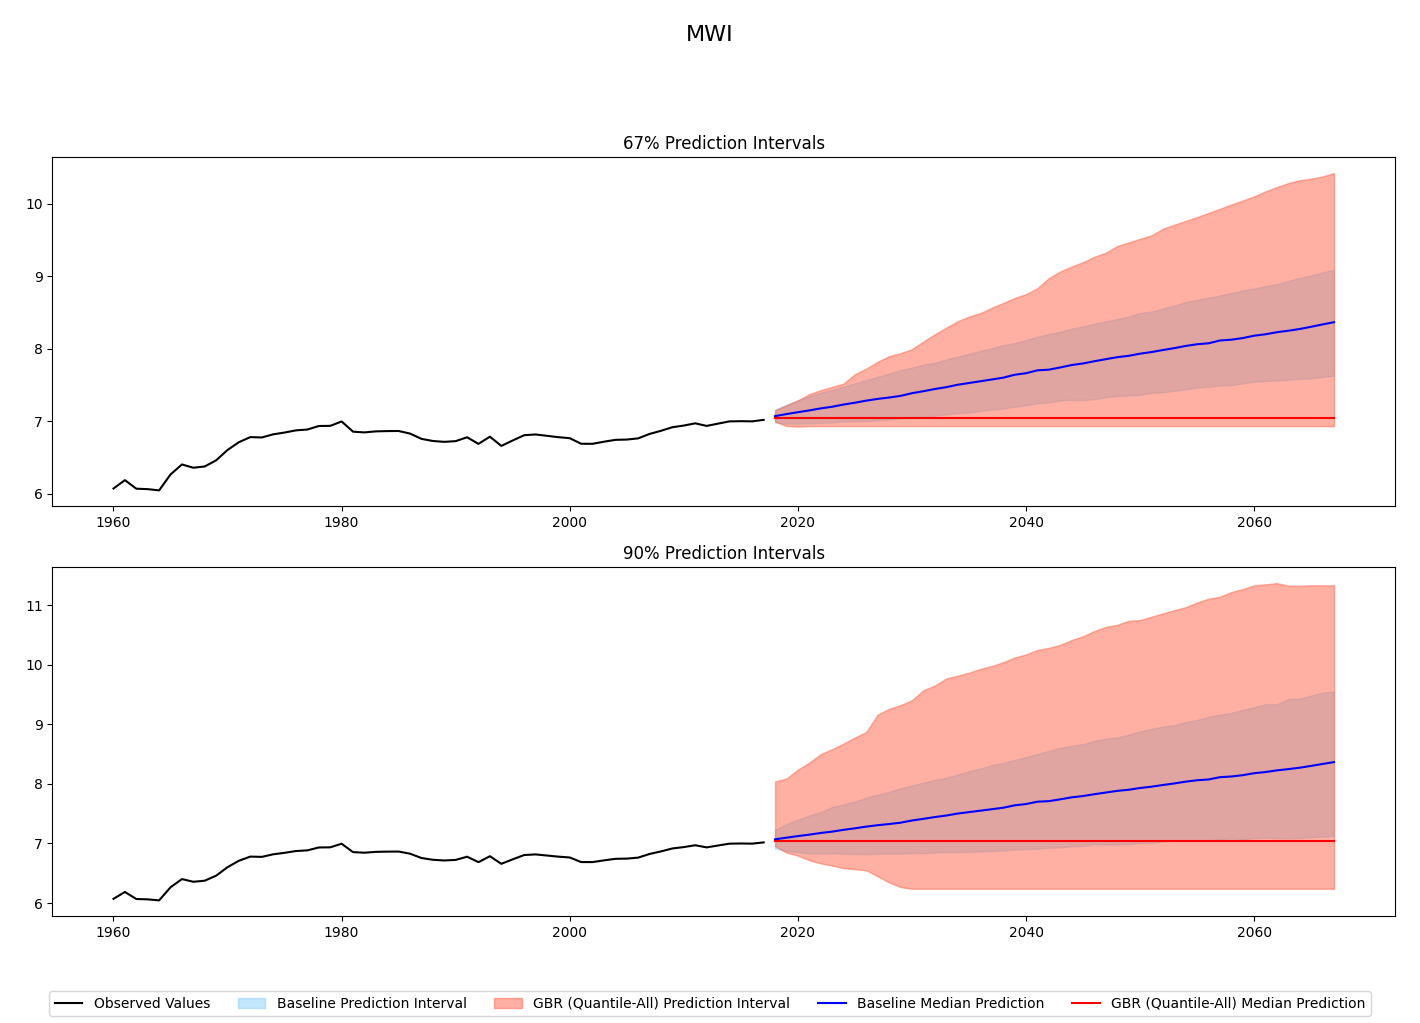 MWI
67% Prediction Intervals
10
9
8
7
6
1960 1980 2000 2020 2040 2060
90% Prediction Intervals
11
10
9
8
7
6
1960 1980 2000 2020 2040 2060
Observed Values Baseline Prediction Interval GBR (Quantile-All) Prediction Interval Baseline Median Prediction GBR (Quantile-All) Median Prediction